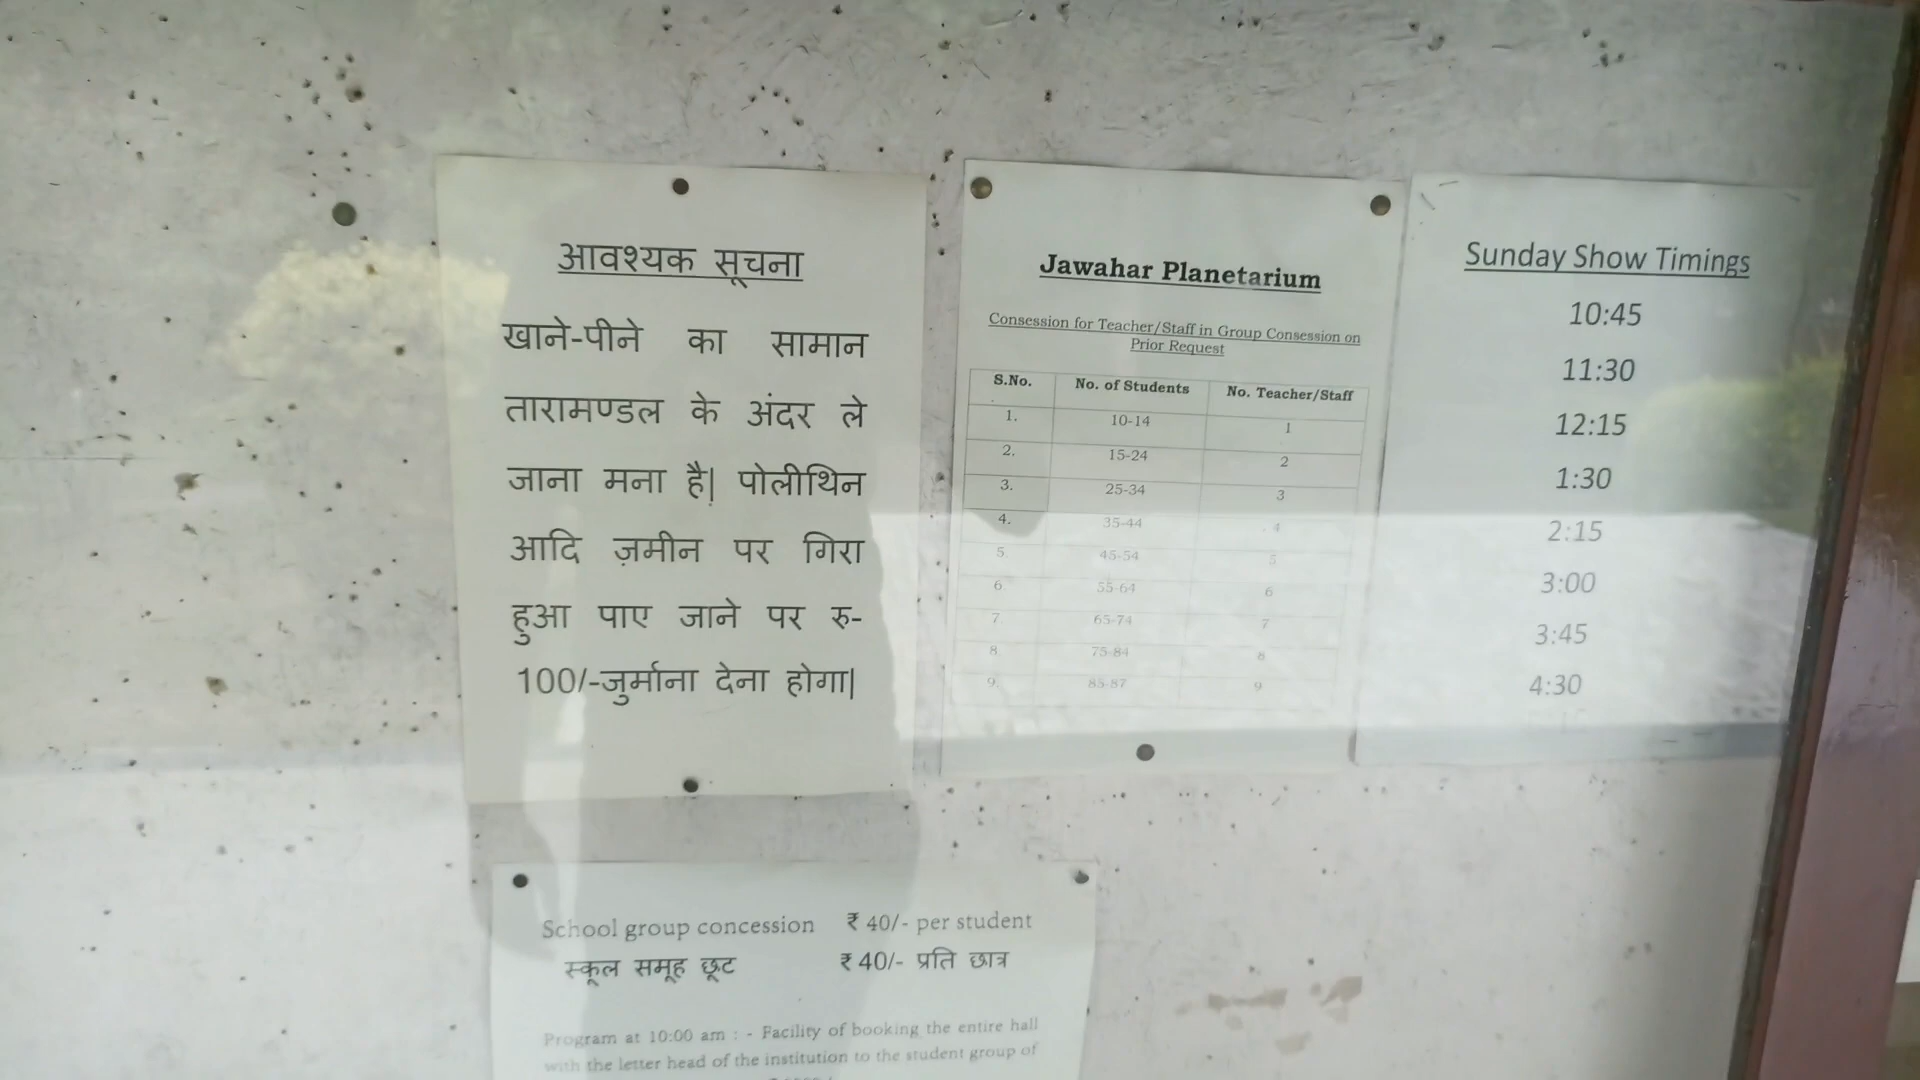 आवश्यक सूचना
खाने-पीने का सामान
तारामण्डल के अंदर ले
जाना मना है| पोलीथिन
आदि ज़मीन पर गिरा
हुआ पाए जाने पर रु-
100/-जुर्माना देना होगा|
Jawahar Planetarium
Consession for Teacher/Staff in Group Consession on
Prior Request
S.No. No. of Students No. Teacher/Staff
1. 10-14 1
2. 15-24 2
3. 25-34 3
4. 35-44 4
5. 45-54 5
6 55-64 6
7. 65-74 7
8 75-84 8
9. 85-87 9
Sunday Show Timings
10:45
11:30
12:15
1:30
2:15
3:00
3:45
4:30
School group concession ₹ 40/- per student
स्कूल समूह छूट ₹ 40/- प्रति छात्र
Program at 10:00 am : - Facility of booking the entire hall
with the letter head of the institution to the student group of